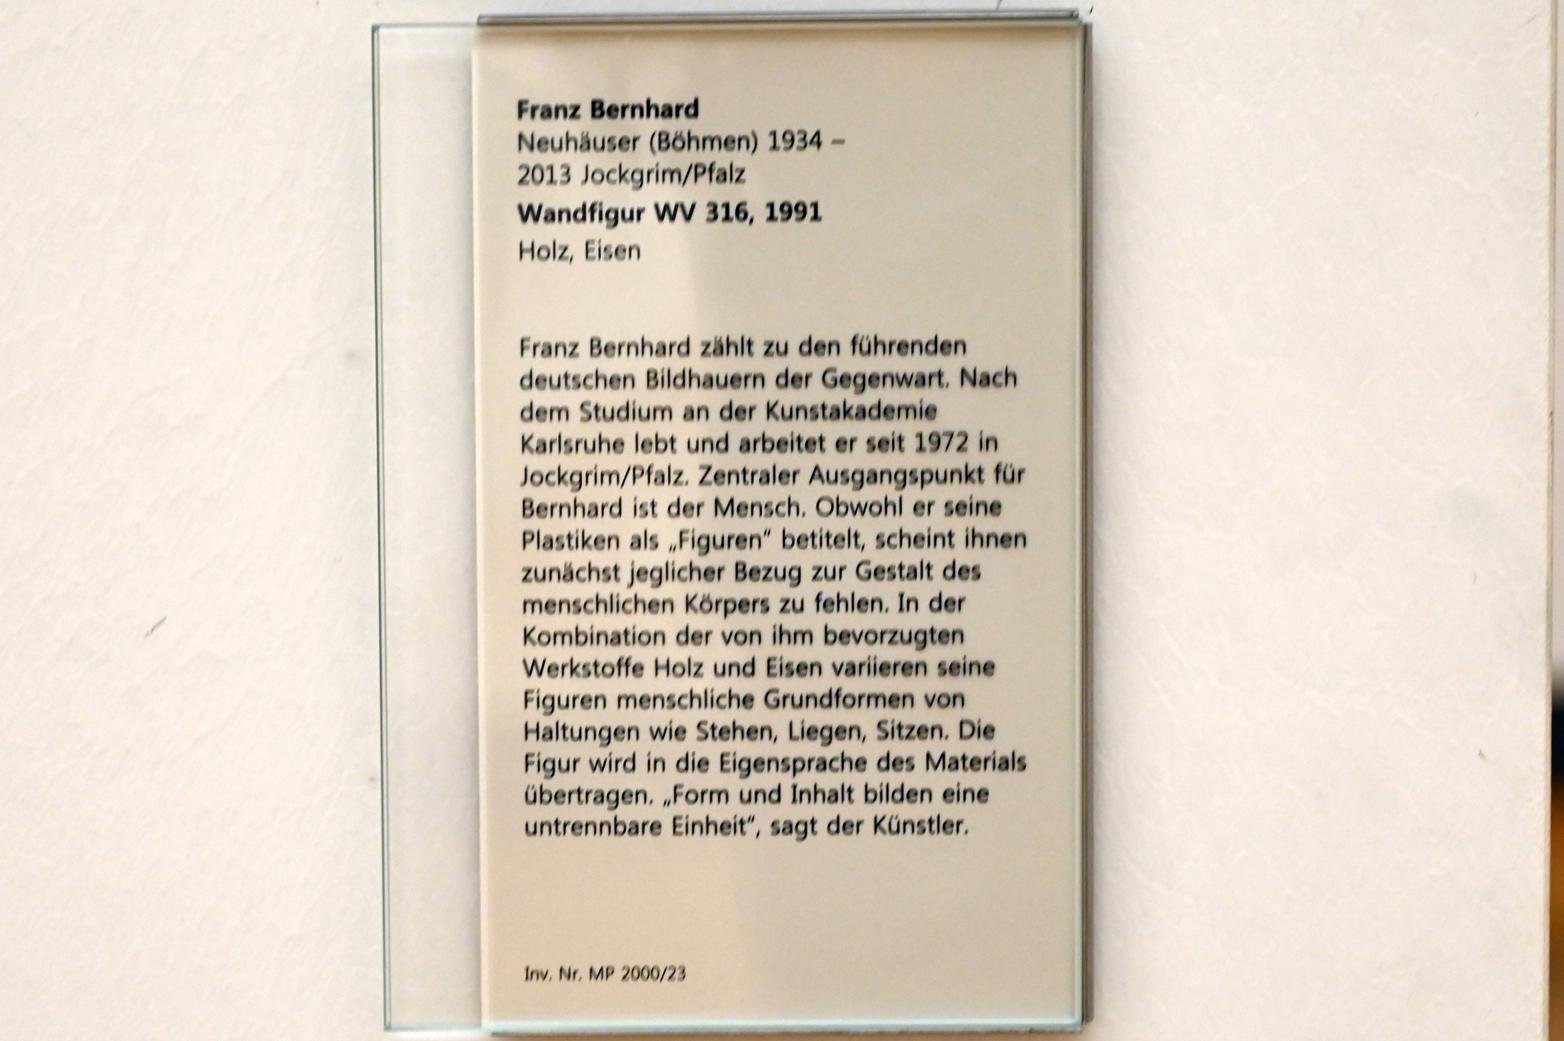 Franz Bernhard
Neuhäuser (Böhmen) 1934 –
2013 Jockgrim/Pfalz
Wandfigur WV 316, 1991
Holz, Eisen
Franz Bernhard zählt zu den führenden
deutschen Bildhauern der Gegenwart. Nach
dem Studium an der Kunstakademie
Karlsruhe lebt und arbeitet er seit 1972 in
Jockgrim/Pfalz. Zentraler Ausgangspunkt für
Bernhard ist der Mensch. Obwohl er seine
Plastiken als „Figuren“ betitelt, scheint ihnen
zunächst jeglicher Bezug zur Gestalt des
menschlichen Körpers zu fehlen. In der
Kombination der von ihm bevorzugten
Werkstoffe Holz und Eisen variieren seine
Figuren menschliche Grundformen von
Haltungen wie Stehen, Liegen, Sitzen. Die
Figur wird in die Eigensprache des Materials
übertragen. „Form und Inhalt bilden eine
untrennbare Einheit“, sagt der Künstler.
Inv. Nr. MP 2000/23